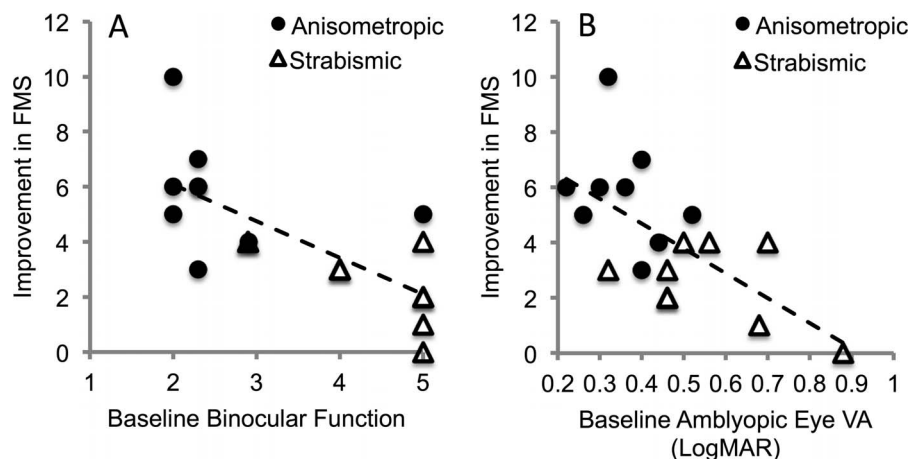 A
Anisometropic
Strabismic
12
10
8
6
4
2
0
Improvement in FMS
1 2 3 4 5
Baseline Binocular Function
B
Anisometropic
Strabismic
12
10
8
6
4
2
0
Improvement in FMS
0.2 0.3 0.4 0.5 0.6 0.7 0.8 0.9 1
Baseline Amblyopic Eye VA
(LogMAR)